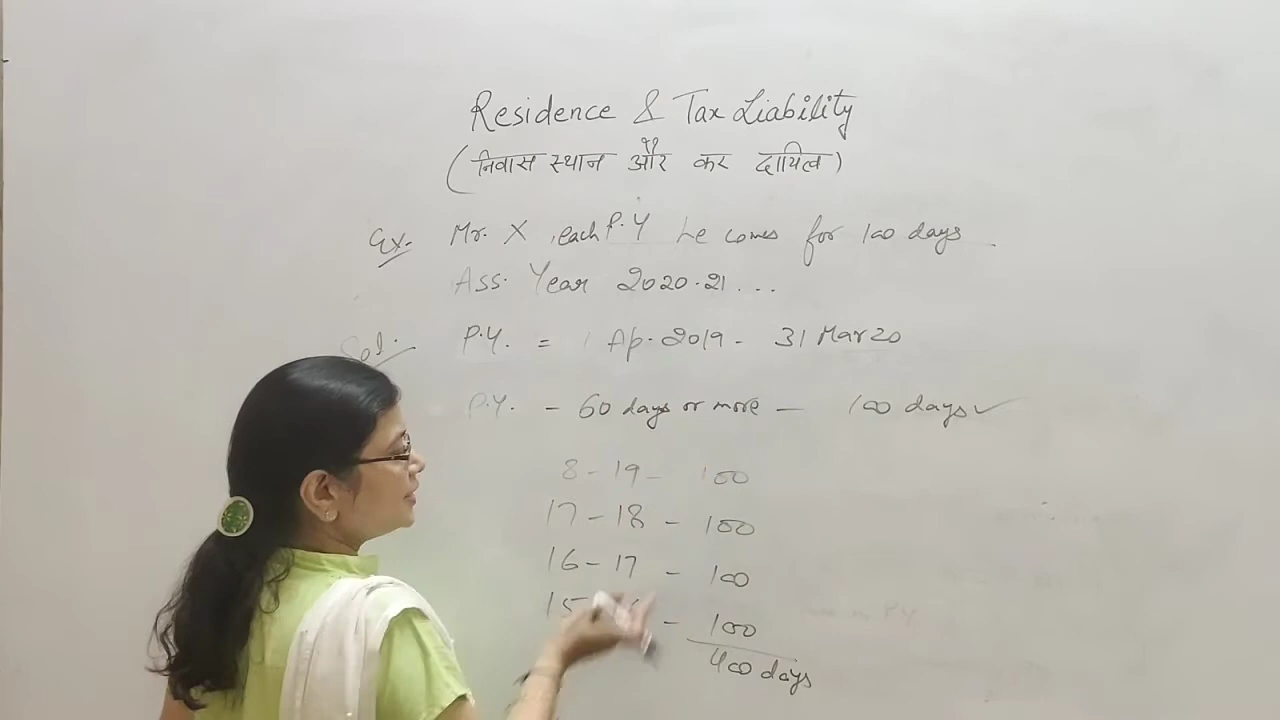 Residence & Tax Liability
(निवास स्थान और कर दायित्व)
Ex. Mr. X , each P.Y he comes for 100 days .
Ass. Year 2020-21...
Sol. P.Y. = 1 Ap. 2019 - 31 Mar 20
P.Y. - 60 days or more - 100 days ✓
8 - 19 - 100
17 - 18 - 100
16 - 17 - 100
15 - 100
400 days